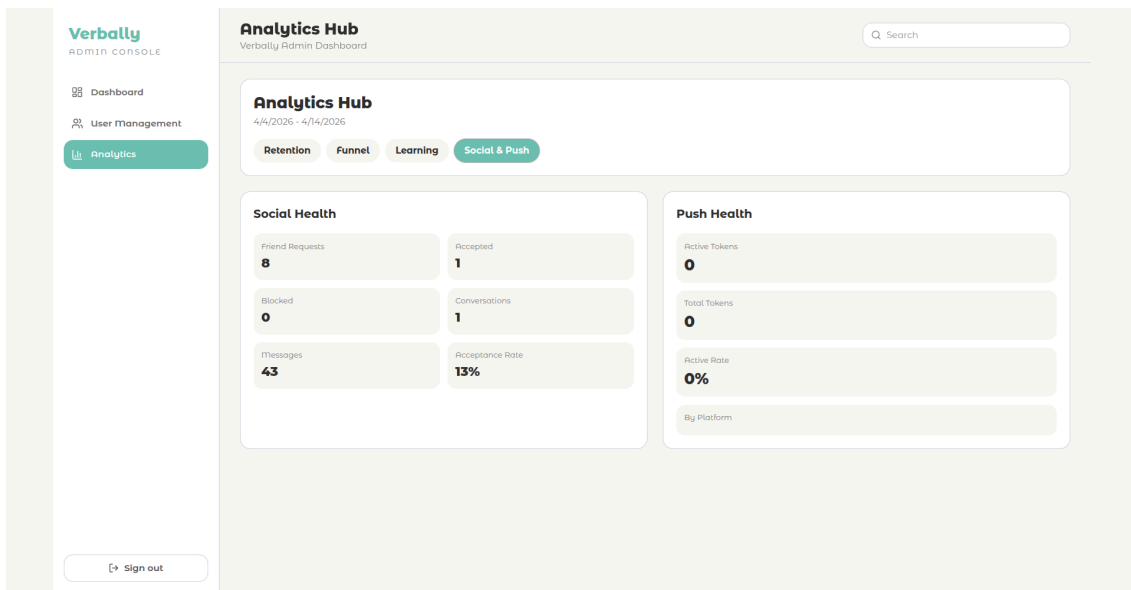 Verbally
ADMIN CONSOLE
Dashboard
User Management
Analytics
Sign out
Analytics Hub
Verbally Admin Dashboard
Search
Analytics Hub
4/4/2026 - 4/14/2026
Retention
Funnel
Learning
Social & Push
Social Health
Friend Requests
8
Accepted
1
Blocked
0
Conversations
1
Messages
43
Acceptance Rate
13%
Push Health
Active Tokens
0
Total Tokens
0
Active Rate
0%
By Platform